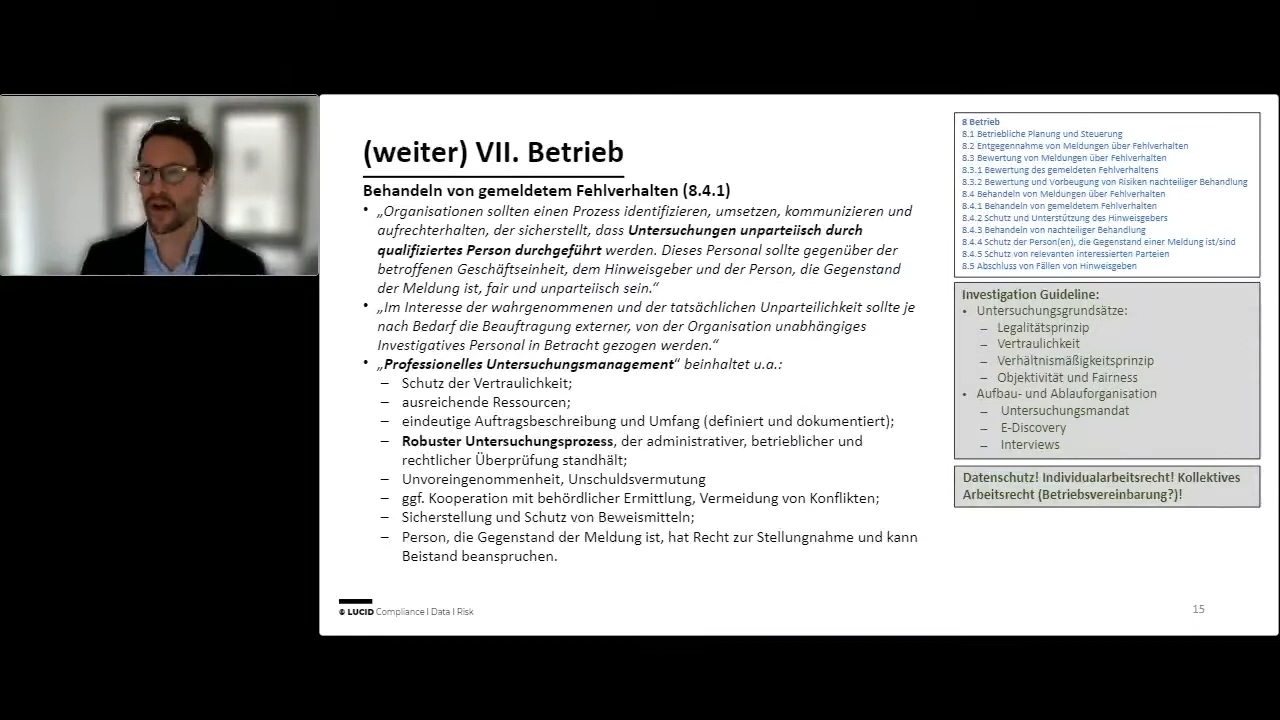 (weiter) VII. Betrieb
Behandeln von gemeldetem Fehlverhalten (8.4.1)
• „Organisationen sollten einen Prozess identifizieren, umsetzen, kommunizieren und
aufrechterhalten, der sicherstellt, dass Untersuchungen unparteiisch durch
qualifiziertes Person durchgeführt werden. Dieses Personal sollte gegenüber der
betroffenen Geschäftseinheit, dem Hinweisgeber und der Person, die Gegenstand
der Meldung ist, fair und unparteiisch sein.“
• „Im Interesse der wahrgenommenen und der tatsächlichen Unparteilichkeit sollte je
nach Bedarf die Beauftragung externer, von der Organisation unabhängiges
Investigatives Personal in Betracht gezogen werden.“
• „Professionelles Untersuchungsmanagement“ beinhaltet u.a.:
– Schutz der Vertraulichkeit;
– ausreichende Ressourcen;
– eindeutige Auftragsbeschreibung und Umfang (definiert und dokumentiert);
– Robuster Untersuchungsprozess, der administrativer, betrieblicher und
rechtlicher Überprüfung standhält;
– Unvoreingenommenheit, Unschuldsvermutung
– ggf. Kooperation mit behördlicher Ermittlung, Vermeidung von Konflikten;
– Sicherstellung und Schutz von Beweismitteln;
– Person, die Gegenstand der Meldung ist, hat Recht zur Stellungnahme und kann
Beistand beanspruchen.
8 Betrieb
8.1 Betriebliche Planung und Steuerung
8.2 Entgegennahme von Meldungen über Fehlverhalten
8.3 Bewertung von Meldungen über Fehlverhalten
8.3.1 Bewertung des gemeldeten Fehlverhaltens
8.3.2 Bewertung und Vorbeugung von Risiken nachteiliger Behandlung
8.4 Behandeln von Meldungen über Fehlverhalten
8.4.1 Behandeln von gemeldetem Fehlverhalten
8.4.2 Schutz und Unterstützung des Hinweisgebers
8.4.3 Behandeln von nachteiliger Behandlung
8.4.4 Schutz der Person(en), die Gegenstand einer Meldung ist/sind
8.4.5 Schutz von relevanten interessierten Parteien
8.5 Abschluss von Fällen von Hinweisgeben
Investigation Guideline:
• Untersuchungsgrundsätze:
– Legalitätsprinzip
– Vertraulichkeit
– Verhältnismäßigkeitsprinzip
– Objektivität und Fairness
• Aufbau- und Ablauforganisation
– Untersuchungsmandat
– E-Discovery
– Interviews
Datenschutz! Individualarbeitsrecht! Kollektives
Arbeitsrecht (Betriebsvereinbarung?)!
© LUCID Compliance I Data I Risk
15